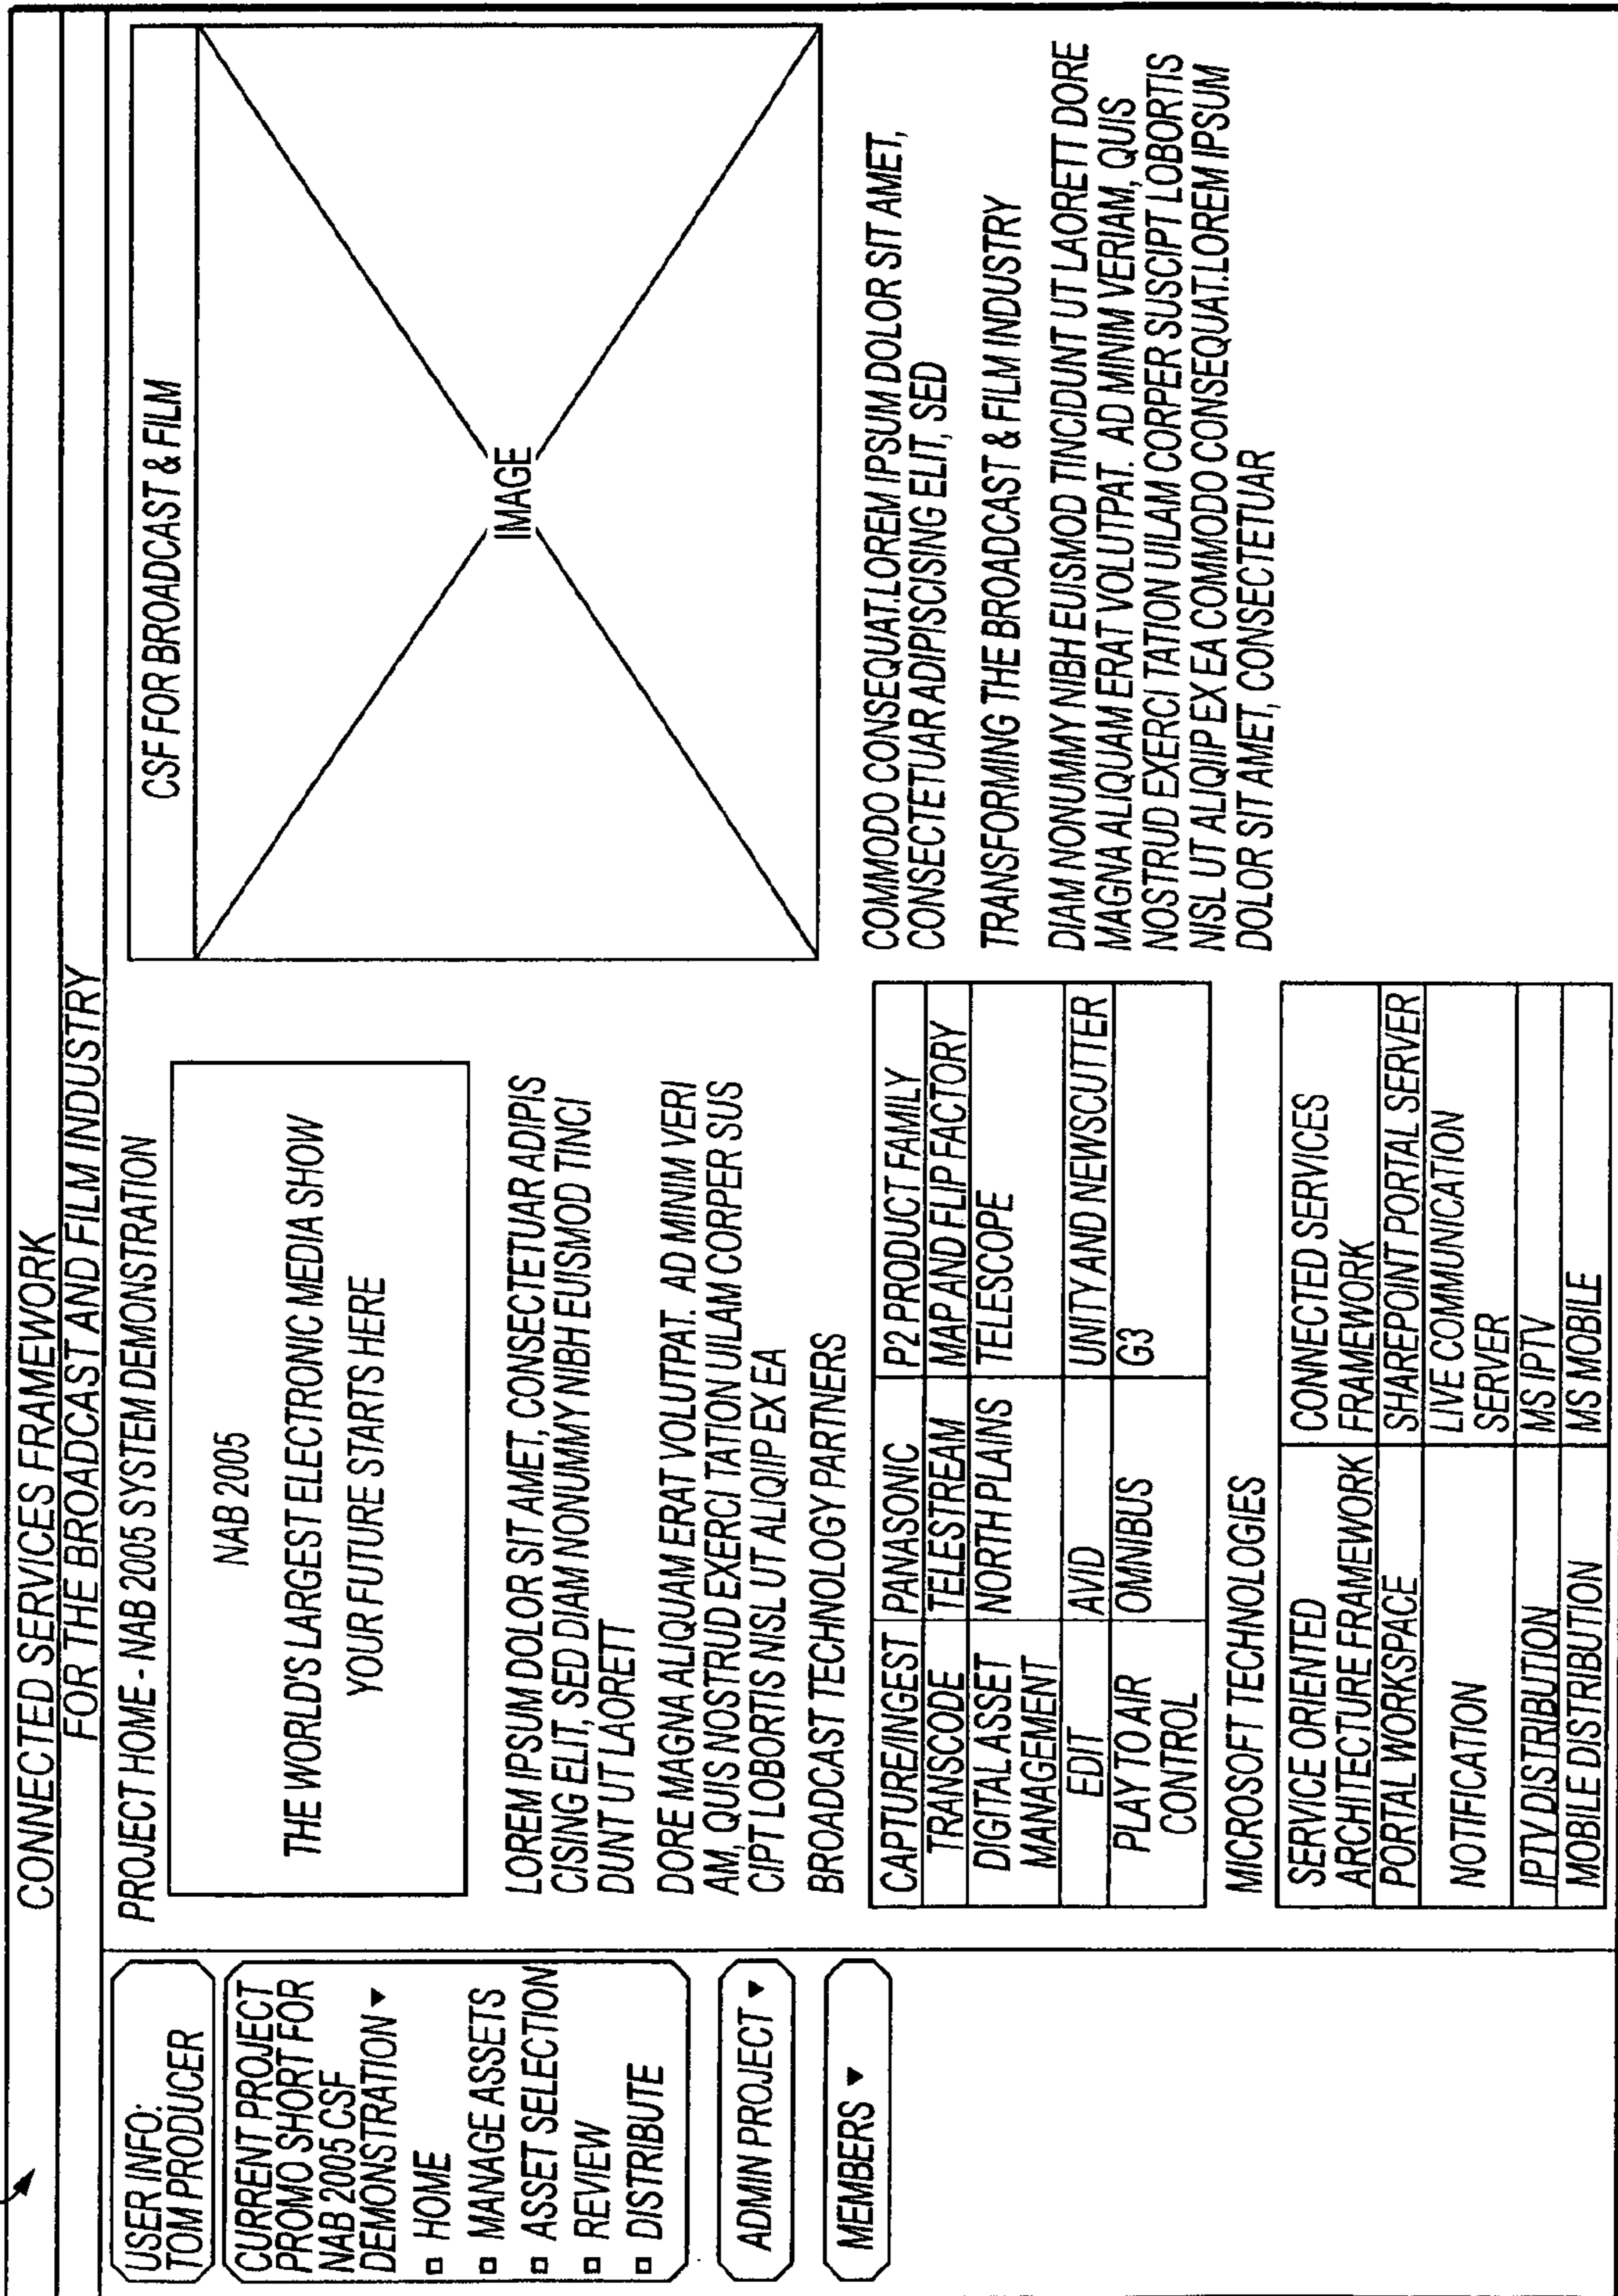 CONNECTED SERVICES FRAMEWORK
FOR THE BROADCAST AND FILM INDUSTRY
USER INFO:
TOM PRODUCER
CURRENT PROJECT
PROMO SHORT FOR
NAB 2005 CSF
DEMONSTRATION ▼
HOME
MANAGE ASSETS
ASSET SELECTION
REVIEW
DISTRIBUTE
ADMIN PROJECT ▼
MEMBERS ▼
PROJECT HOME - NAB 2005 SYSTEM DEMONSTRATION
NAB 2005
THE WORLD'S LARGEST ELECTRONIC MEDIA SHOW
YOUR FUTURE STARTS HERE
LOREM IPSUM DOLOR SIT AMET, CONSECTETUAR ADIPIS
CISING ELIT, SED DIAM NONUMMY NIBH EUISMOD TINCI
DUNT UT LAORETT
DORE MAGNA ALIQUAM ERAT VOLUTPAT. AD MINIM VERI
AM, QUIS NOSTRUD EXERCI TATION UILAM CORPER SUS
CIPT LOBORTIS NISL UT ALIQIIP EX EA
BROADCAST TECHNOLOGY PARTNERS
CAPTURE/INGEST PANASONIC P2 PRODUCT FAMILY
TRANSCODE TELESTREAM MAP AND FLIP FACTORY
DIGITAL ASSET NORTH PLAINS TELESCOPE
MANAGEMENT
EDIT AVID UNITY AND NEWSCUTTER
PLAY TO AIR OMNIBUS G3
CONTROL
MICROSOFT TECHNOLOGIES
SERVICE ORIENTED CONNECTED SERVICES
ARCHITECTURE FRAMEWORK FRAMEWORK
PORTAL WORKSPACE SHAREPOINT PORTAL SERVER
NOTIFICATION LIVE COMMUNICATION
SERVER
IPTV DISTRIBUTION MS IPTV
MOBILE DISTRIBUTION MS MOBILE
CSF FOR BROADCAST & FILM
IMAGE
COMMODO CONSEQUAT.LOREM IPSUM DOLOR SIT AMET,
CONSECTETUAR ADIPISCISING ELIT, SED
TRANSFORMING THE BROADCAST & FILM INDUSTRY
DIAM NONUMMY NIBH EUISMOD TINCIDUNT UT LAORETT DORE
MAGNA ALIQUAM ERAT VOLUTPAT. AD MINIM VERIAM, QUIS
NOSTRUD EXERCI TATION UILAM CORPER SUSCIPT LOBORTIS
NISL UT ALIQIIP EX EA COMMODO CONSEQUAT.LOREM IPSUM
DOLOR SIT AMET, CONSECTETUAR